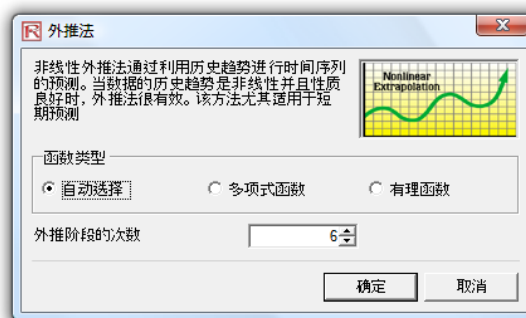 外推法
非线性外推法通过利用历史趋势进行时间序列
的预测。当数据的历史趋势是非线性并且性质
良好时，外推法很有效。该方法尤其适用于短
期预测
Nonlinear
Extrapolation
函数类型
自动选择
多项式函数
有理函数
外推阶段的次数
6
确定
取消